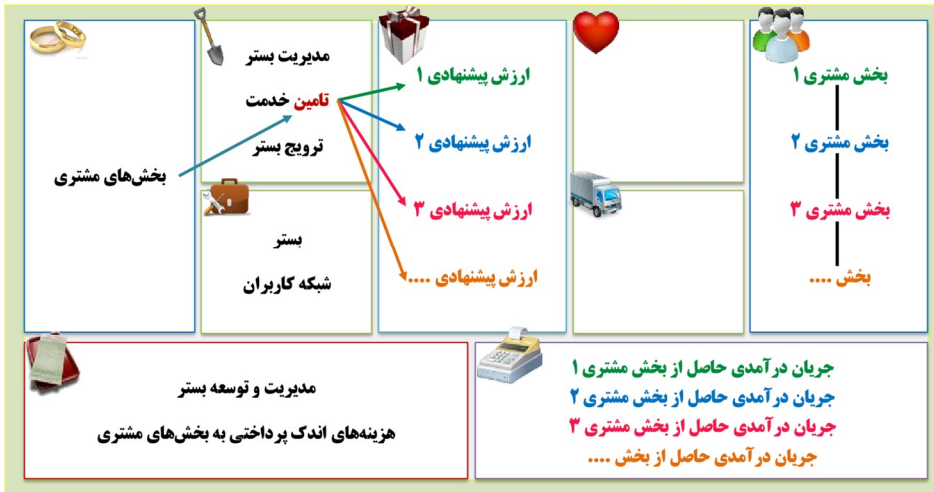 بخش مشتری ۱
بخش مشتری ۲
بخش مشتری ۳
بخش ....
ارزش پیشنهادی ۱
ارزش پیشنهادی ۲
ارزش پیشنهادی ۳
ارزش پیشنهادی ....
مدیریت بستر
تامین خدمت
ترویج بستر
بستر
شبکه کاربران
بخش‌های مشتری
جریان درآمدی حاصل از بخش مشتری ۱
جریان درآمدی حاصل از بخش مشتری ۲
جریان درآمدی حاصل از بخش مشتری ۳
جریان درآمدی حاصل از بخش ....
مدیریت و توسعه بستر
هزینه‌های اندک پرداختی به بخش‌های مشتری